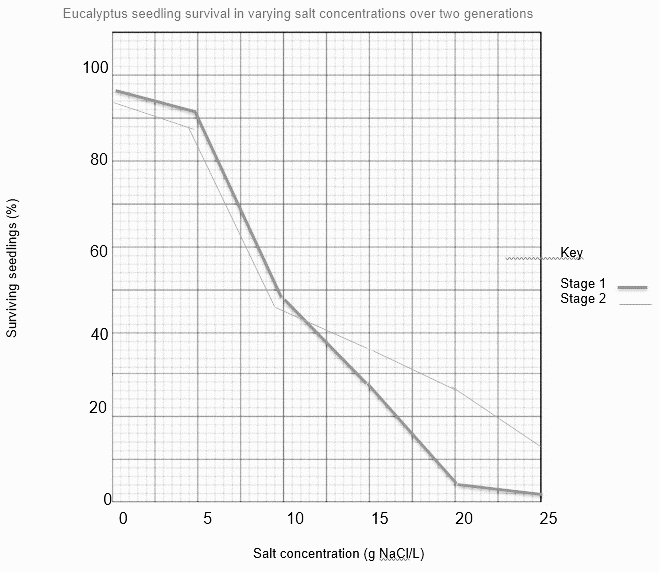 Eucalyptus seedling survival in varying salt concentrations over two generations
100
80
60
40
20
0
Surviving seedlings (%)
0 5 10 15 20 25
Salt concentration (g NaCl/L)
Key
Stage 1
Stage 2